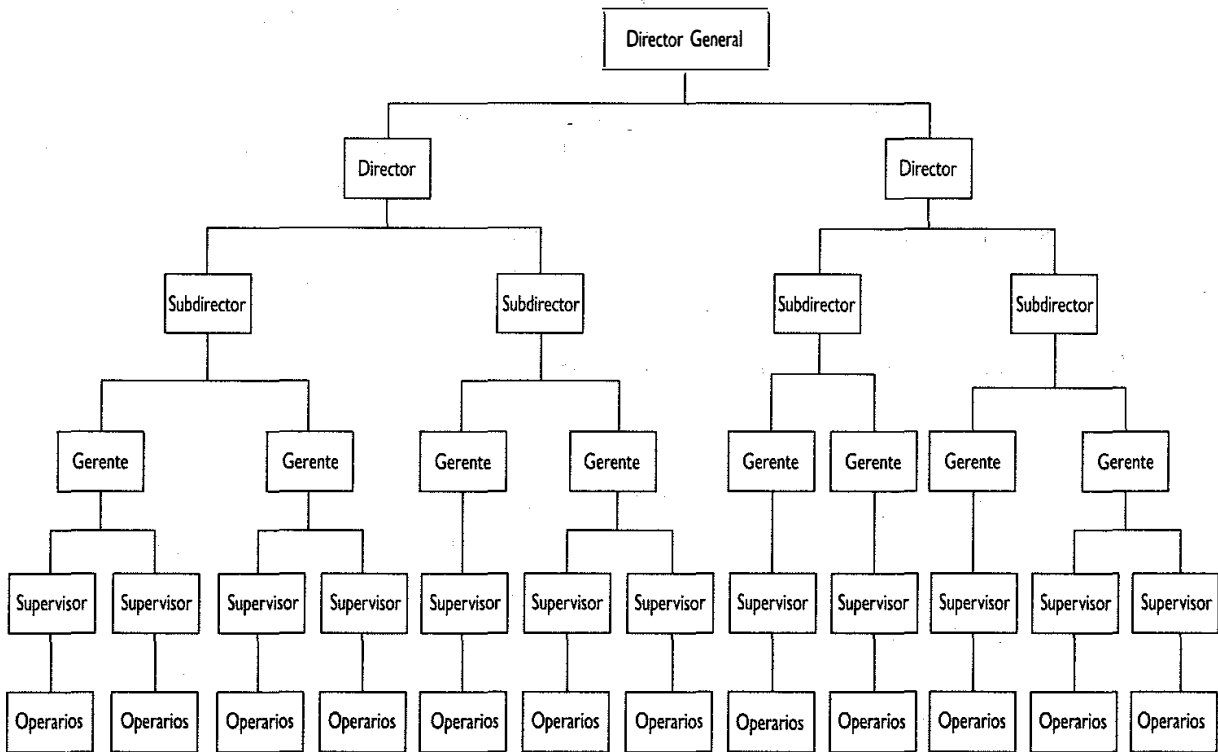 Director General
Director Director
Subdirector Subdirector Subdirector Subdirector
Gerente Gerente Gerente Gerente Gerente Gerente Gerente Gerente
Supervisor Supervisor Supervisor Supervisor Supervisor Supervisor Supervisor Supervisor Supervisor Supervisor Supervisor Supervisor
Operarios Operarios Operarios Operarios Operarios Operarios Operarios Operarios Operarios Operarios Operarios Operarios